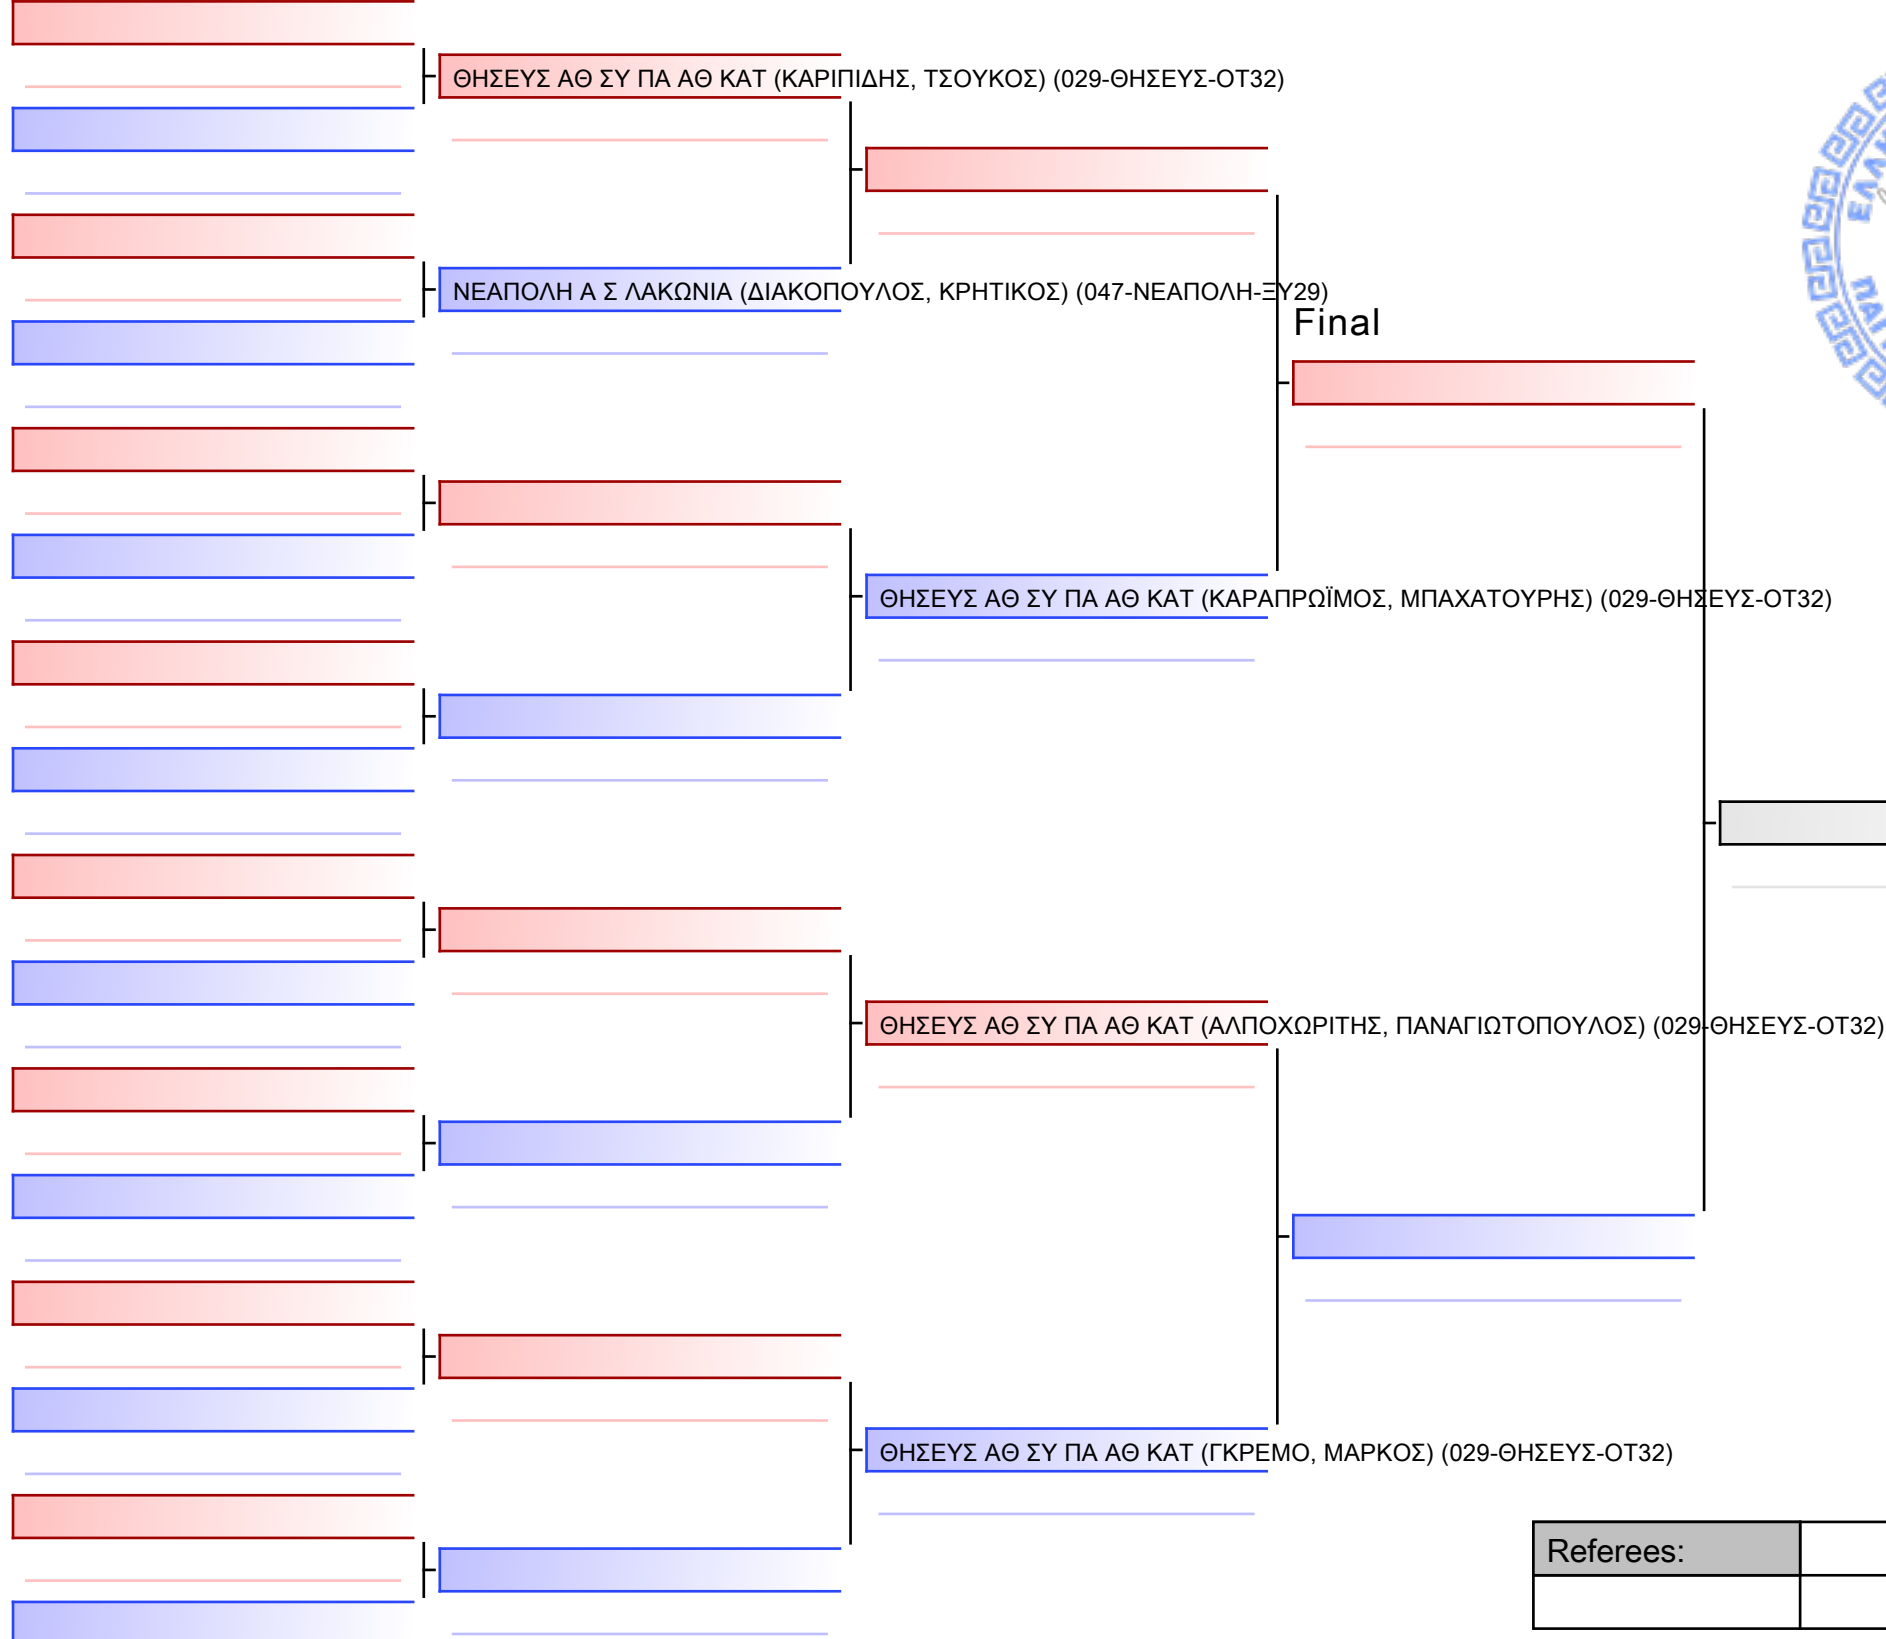 ΘΗΣΕΥΣ ΑΘ ΣΥ ΠΑ ΑΘ ΚΑΤ (ΚΑΡΙΠΙΔΗΣ, ΤΣΟΥΚΟΣ) (029-ΘΗΣΕΥΣ-ΟΤ32)
ΝΕΑΠΟΛΗ Α Σ ΛΑΚΩΝΙΑ (ΔΙΑΚΟΠΟΥΛΟΣ, ΚΡΗΤΙΚΟΣ) (047-ΝΕΑΠΟΛΗ-ΞΥ29)
Final
ΘΗΣΕΥΣ ΑΘ ΣΥ ΠΑ ΑΘ ΚΑΤ (ΚΑΡΑΠΡΩΪΜΟΣ, ΜΠΑΧΑΤΟΥΡΗΣ) (029-ΘΗΣΕΥΣ-ΟΤ32)
ΘΗΣΕΥΣ ΑΘ ΣΥ ΠΑ ΑΘ ΚΑΤ (ΑΛΠΟΧΩΡΙΤΗΣ, ΠΑΝΑΓΙΩΤΟΠΟΥΛΟΣ) (029-ΘΗΣΕΥΣ-ΟΤ32)
ΘΗΣΕΥΣ ΑΘ ΣΥ ΠΑ ΑΘ ΚΑΤ (ΓΚΡΕΜΟ, ΜΑΡΚΟΣ) (029-ΘΗΣΕΥΣ-ΟΤ32)
Referees: